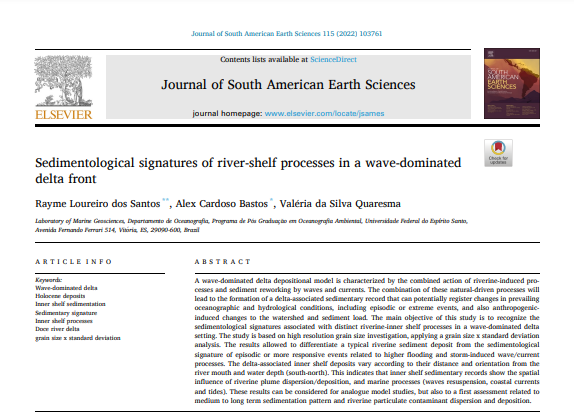 Journal of South American Earth Sciences 115 (2022) 103761
Contents lists available at ScienceDirect
Journal of South American Earth Sciences
journal homepage: www.elsevier.com/locate/jsames
ELSEVIER
SOUTH AMERICAN
EARTH
SCIENCES
Check for
updates
Sedimentological signatures of river-shelf processes in a wave-dominated
delta front
Rayme Loureiro dos Santos **, Alex Cardoso Bastos *, Valéria da Silva Quaresma
Laboratory of Marine Geosciences, Departamento de Oceanografia, Programa de Pós Graduação em Oceanografia Ambiental, Universidade Federal do Espírito Santo,
Avenida Fernando Ferrari 514, Vitória, ES, 29090-600, Brazil
ARTICLE INFO
Keywords:
Wave-dominated delta
Holocene deposits
Inner shelf sedimentation
Sedimentary signature
Inner shelf processes
Doce river delta
grain size x standard deviation
ABSTRACT
A wave-dominated delta depositional model is characterized by the combined action of riverine-induced pro-
cesses and sediment reworking by waves and currents. The combination of these natural-driven processes will
lead to the formation of a delta-associated sedimentary record that can potentially register changes in prevailing
oceanographic and hydrological conditions, including episodic or extreme events, and also anthropogenic-
induced changes to the watershed and sediment load. The main objective of this study is to recognize the
sedimentological signatures associated with distinct riverine-inner shelf processes in a wave-dominated delta
setting. The study is based on high resolution grain size investigation, applying a grain size x standard deviation
analysis. The results allowed to differentiate a typical riverine sediment deposit from the sedimentological
signature of episodic or more responsive events related to higher flooding and storm-induced wave/current
processes. The delta-associated inner shelf deposits vary according to their distance and orientation from the
river mouth and water depth (south-north). This indicates that inner shelf sedimentary records show the spatial
influence of riverine plume dispersion/deposition, and marine processes (waves resuspension, coastal currents
and tides). These results can be considered for analogue model studies, but also to a first assessment related to
medium to long term sedimentation pattern and riverine particulate contaminant dispersion and deposition.